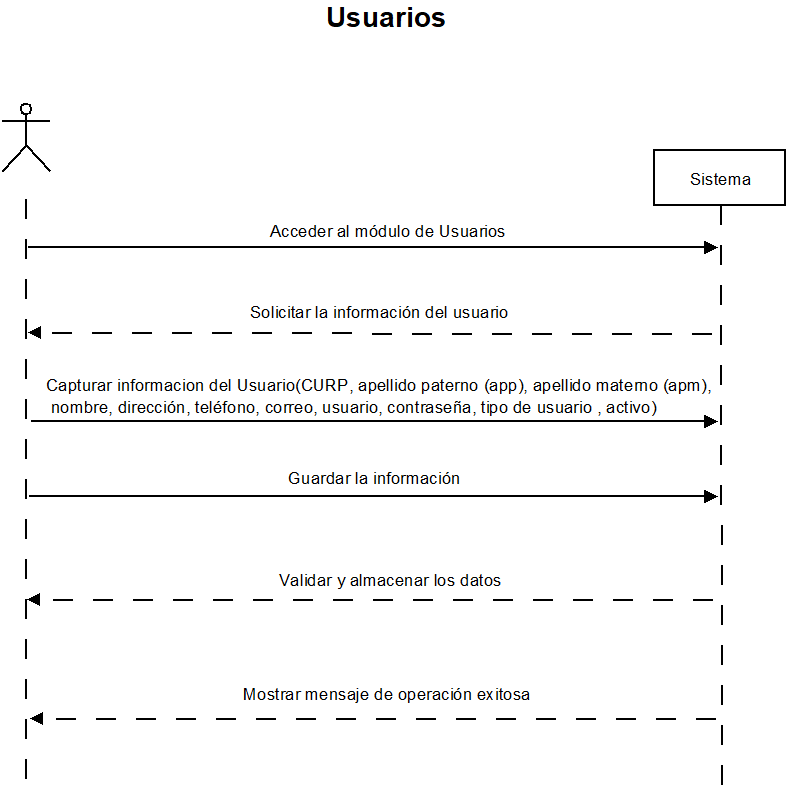 Usuarios
Sistema
Acceder al módulo de Usuarios
Solicitar la información del usuario
Capturar informacion del Usuario(CURP, apellido paterno (app), apellido materno (apm),
nombre, dirección, teléfono, correo, usuario, contraseña, tipo de usuario , activo)
Guardar la información
Validar y almacenar los datos
Mostrar mensaje de operación exitosa